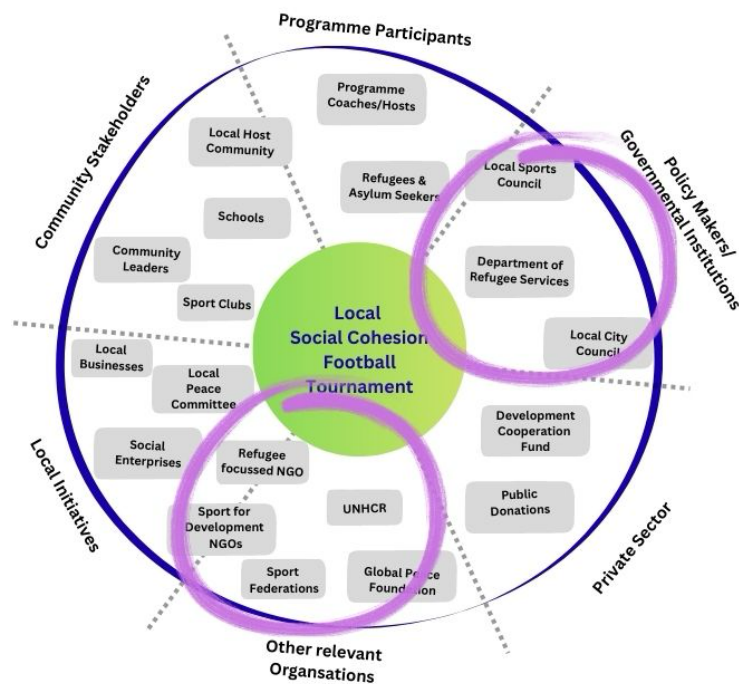 Programme Participants
Community Stakeholders
Policy Makers/
Governmental Institutions
Programme
Coaches/Hosts
Local Host
Community
Refugees &
Asylum Seekers
Local Sports
Council
Schools
Community
Leaders
Sport Clubs
Department of
Refugee Services
Local City
Council
Local
Social Cohesion
Football
Tournament
Local
Businesses
Local
Peace
Committee
Social
Enterprises
Refugee
focussed NGO
Sport for
Development
NGOs
UNHCR
Sport
Federations
Global Peace
Foundation
Development
Cooperation
Fund
Public
Donations
Local Initiatives
Private Sector
Other relevant
Organsations